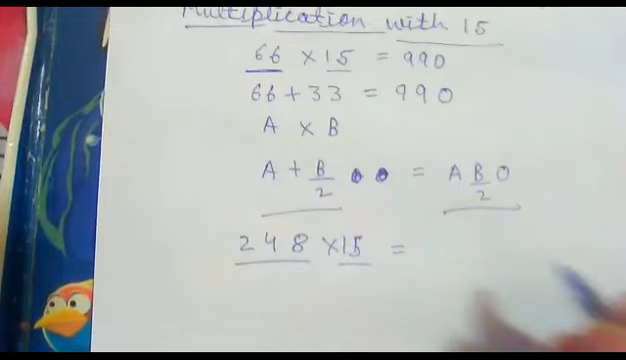 Multiplication with 15
66 × 15 = 990
66 + 33 = 990
A × B
A + B/2 = A B/2 0
248 × 15 =